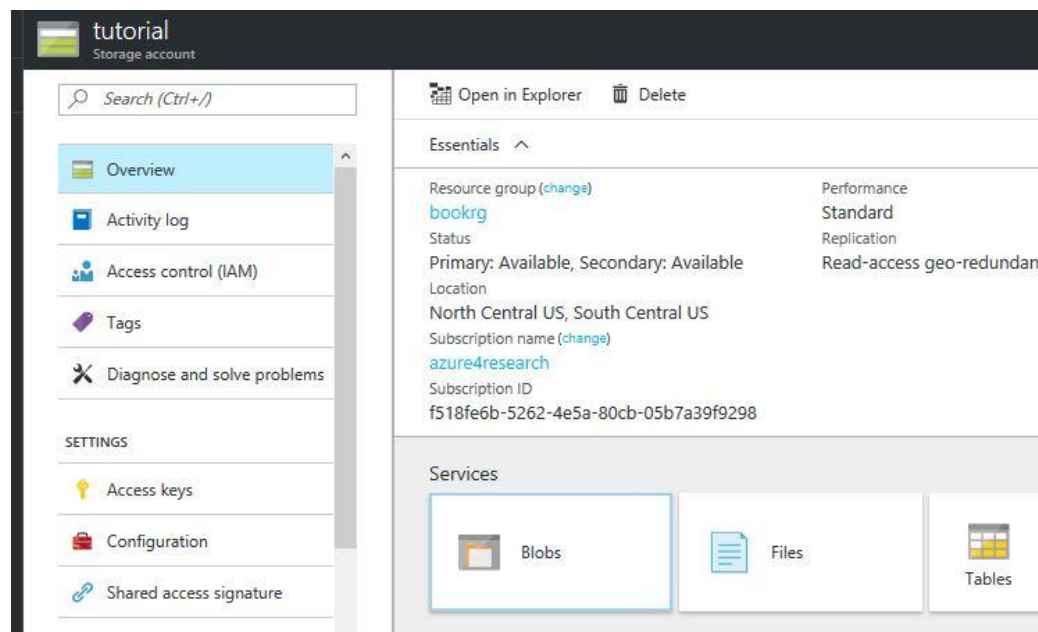 tutorial
Storage account
Search (Ctrl+/)
Overview
Activity log
Access control (IAM)
Tags
Diagnose and solve problems
SETTINGS
Access keys
Configuration
Shared access signature
Open in Explorer Delete
Essentials
Resource group (change)
bookrg
Status
Primary: Available, Secondary: Available
Location
North Central US, South Central US
Subscription name (change)
azure4research
Subscription ID
f518fe6b-5262-4e5a-80cb-05b7a39f9298
Performance
Standard
Replication
Read-access geo-redundan
Services
Blobs
Files
Tables